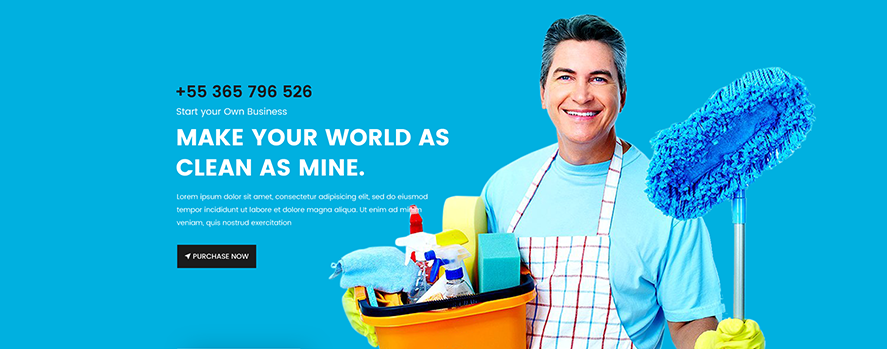 +55 365 796 526
Start your Own Business
MAKE YOUR WORLD AS
CLEAN AS MINE.
Lorem ipsum dolor sit amet, consectetur adipisicing elit, sed do eiusmod
tempor incididunt ut labore et dolore magna aliqua. Ut enim ad minim
veniam, quis nostrud exercitation
PURCHASE NOW